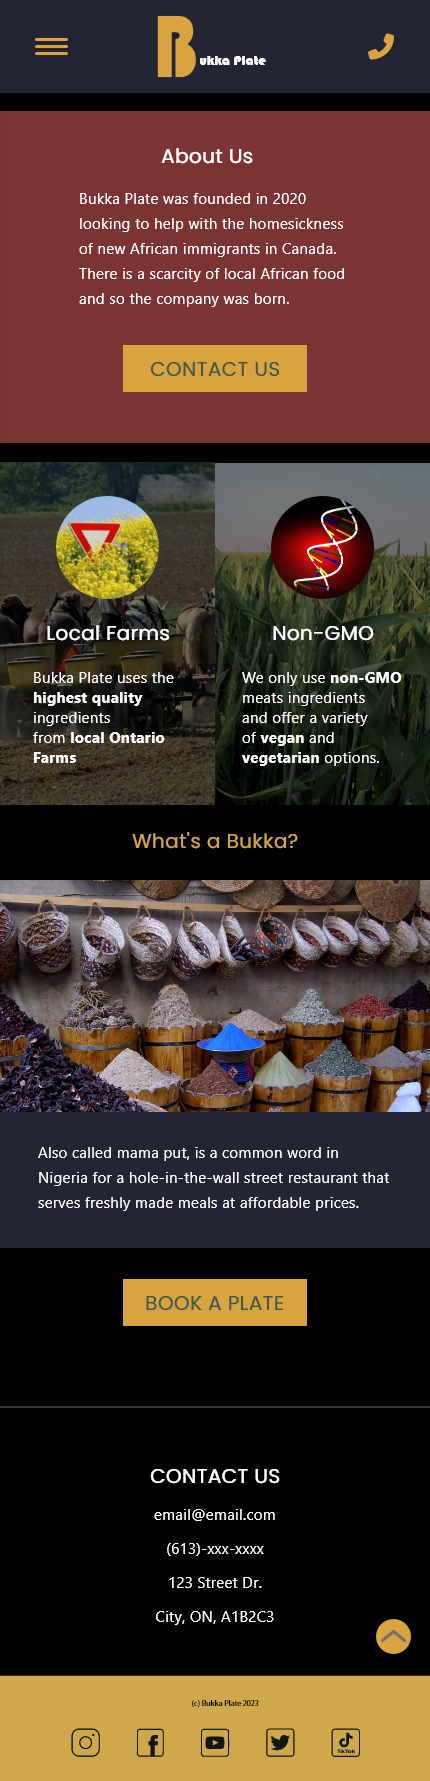 Bukka Plate
About Us
Bukka Plate was founded in 2020
looking to help with the homesickness
of new African immigrants in Canada.
There is a scarcity of local African food
and so the company was born.
CONTACT US
Local Farms
Bukka Plate uses the
highest quality
ingredients
from local Ontario
Farms
Non-GMO
We only use non-GMO
meats ingredients
and offer a variety
of vegan and
vegetarian options.
What's a Bukka?
Also called mama put, is a common word in
Nigeria for a hole-in-the-wall street restaurant that
serves freshly made meals at affordable prices.
BOOK A PLATE
CONTACT US
email@email.com
(613)-xxx-xxxx
123 Street Dr.
City, ON, A1B2C3
(c) Bukka Plate 2023
TikTok